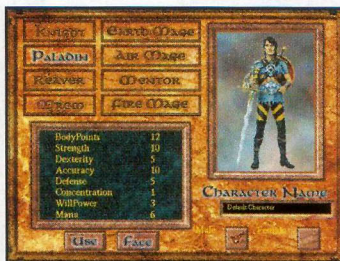 Knight Earth Mage
Paladin Air Mage
Reaver Mentor
Fire Mage
BodyPoints 12
Strength 10
Dexterity 5
Accuracy 10
Defense 5
Concentration 1
WillPower 3
Mana 6
Character Name
Default Character
Use Face